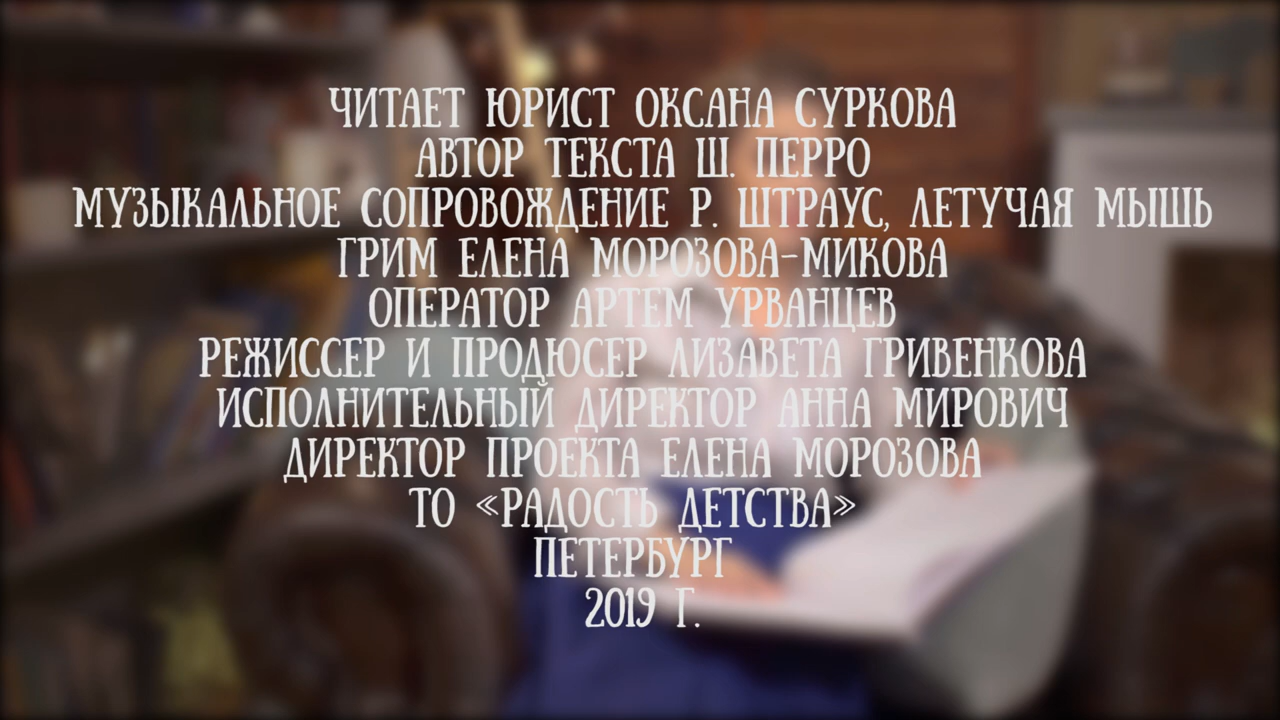 ЧИТАЕТ ЮРИСТ ОКСАНА СУРКОВА
АВТОР ТЕКСТА Ш. ПЕРРО
МУЗЫКАЛЬНОЕ СОПРОВОЖДЕНИЕ Р. ШТРАУС, ЛЕТУЧАЯ МЫШЬ
ГРИМ ЕЛЕНА МОРОЗОВА-МИКОВА
ОПЕРАТОР АРТЕМ УРВАНЦЕВ
РЕЖИССЕР И ПРОДЮСЕР ЛИЗАВЕТА ГРИВЕНКОВА
ИСПОЛНИТЕЛЬНЫЙ ДИРЕКТОР АННА МИРОВИЧ
ДИРЕКТОР ПРОЕКТА ЕЛЕНА МОРОЗОВА
ТО «РАДОСТЬ ДЕТСТВА»
ПЕТЕРБУРГ
2019 Г.